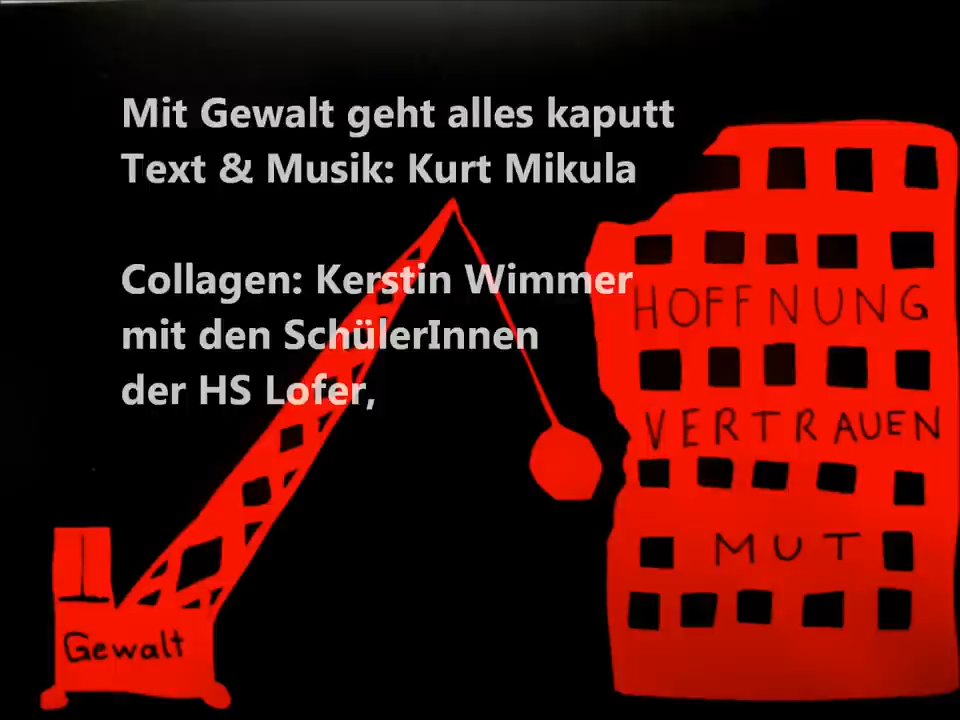 Mit Gewalt geht alles kaputt
Text & Musik: Kurt Mikula
Collagen: Kerstin Wimmer
mit den SchülerInnen
der HS Lofer,
HOFFNUNG
VERTRAUEN
MUT
Gewalt